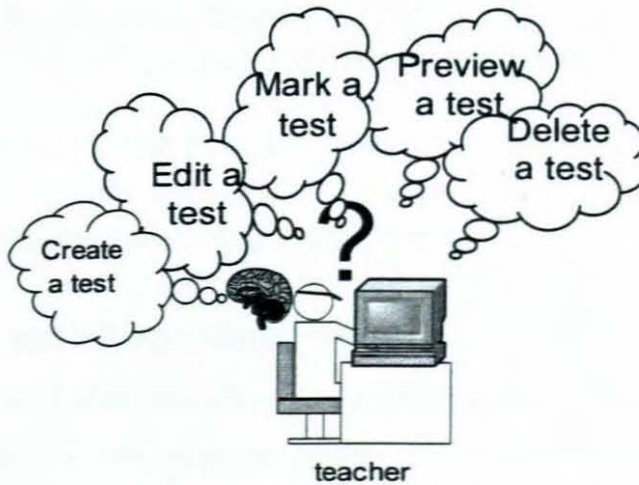 Create
a test
Edit a
test
Mark a
test
Preview
a test
Delete
a test
?
teacher